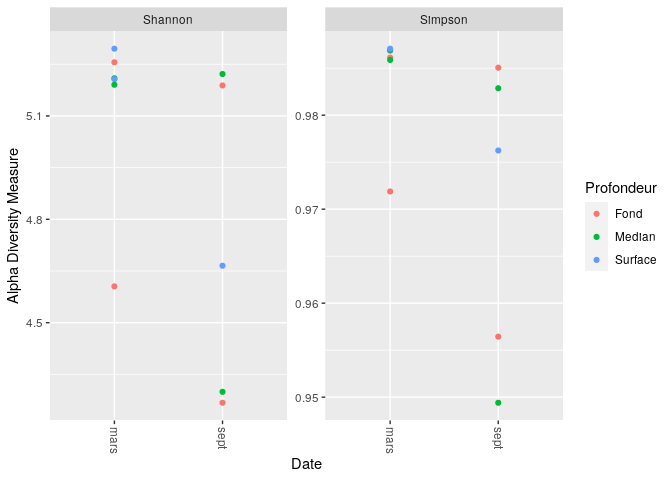 Shannon
Simpson
Alpha Diversity Measure
5.1
4.8
4.5
0.98
0.97
0.96
0.95
mars
sept
mars
sept
Date
Profondeur
Fond
Median
Surface